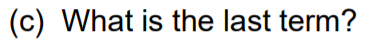 (c) What is the last term?